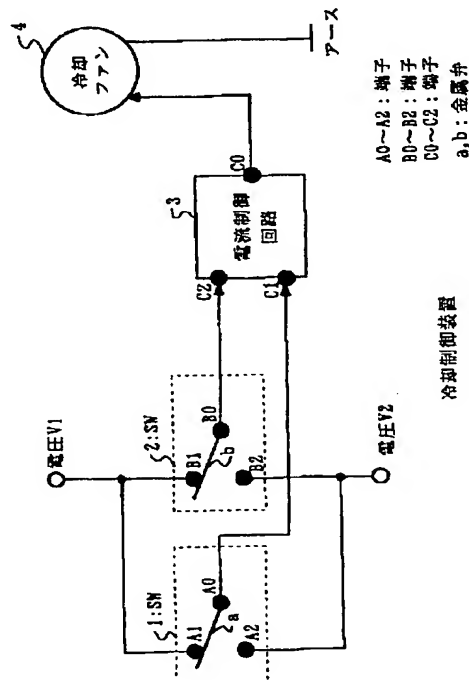 4
冷却
ファン
アース
3
C0
電流制御
回路
C2
C1
電圧V1
2:SW
B1
B0
b
B2
電圧V2
1:SW
A1
A0
a
A2
A0~A2:端子
B0~B2:端子
C0~C2:端子
a,b:金属弁
冷却制御装置